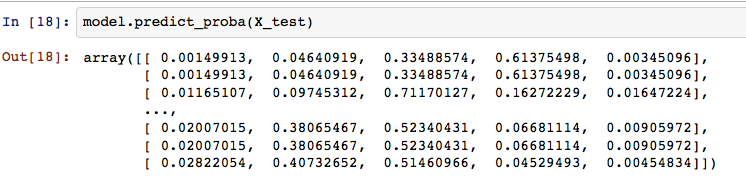 In [18]: model.predict_proba(X_test)
Out[18]: array([[ 0.00149913, 0.04640919, 0.33488574, 0.61375498, 0.00345096],
[ 0.00149913, 0.04640919, 0.33488574, 0.61375498, 0.00345096],
[ 0.01165107, 0.09745312, 0.71170127, 0.16272229, 0.01647224],
...,
[ 0.02007015, 0.38065467, 0.52340431, 0.06681114, 0.00905972],
[ 0.02007015, 0.38065467, 0.52340431, 0.06681114, 0.00905972],
[ 0.02822054, 0.40732652, 0.51460966, 0.04529493, 0.00454834]])